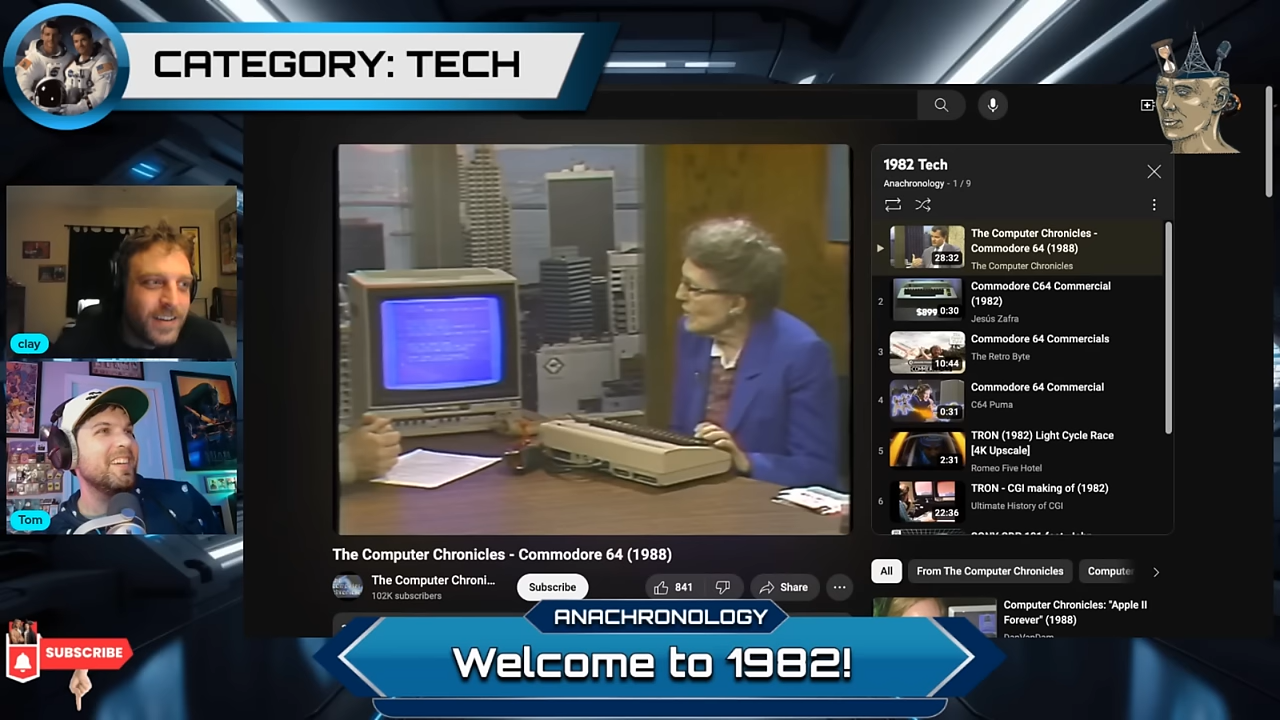 CATEGORY: TECH
1982 Tech
Anachronology - 1 / 9
The Computer Chronicles -
Commodore 64 (1988)
The Computer Chronicles
28:32
2
Commodore C64 Commercial
(1982)
Jesús Zafra
$899
0:30
3
Commodore 64 Commercials
The Retro Byte
10:44
4
Commodore 64 Commercial
C64 Puma
0:31
5
TRON (1982) Light Cycle Race
[4K Upscale]
Romeo Five Hotel
2:31
6
TRON - CGI making of (1982)
Ultimate History of CGI
22:36
clay
Tom
The Computer Chronicles - Commodore 64 (1988)
The Computer Chroni...
102K subscribers
Subscribe
841
Share
All
From The Computer Chronicles
Computer
Computer Chronicles: "Apple II
Forever" (1988)
DanVanDam
SUBSCRIBE
ANACHRONOLOGY
Welcome to 1982!